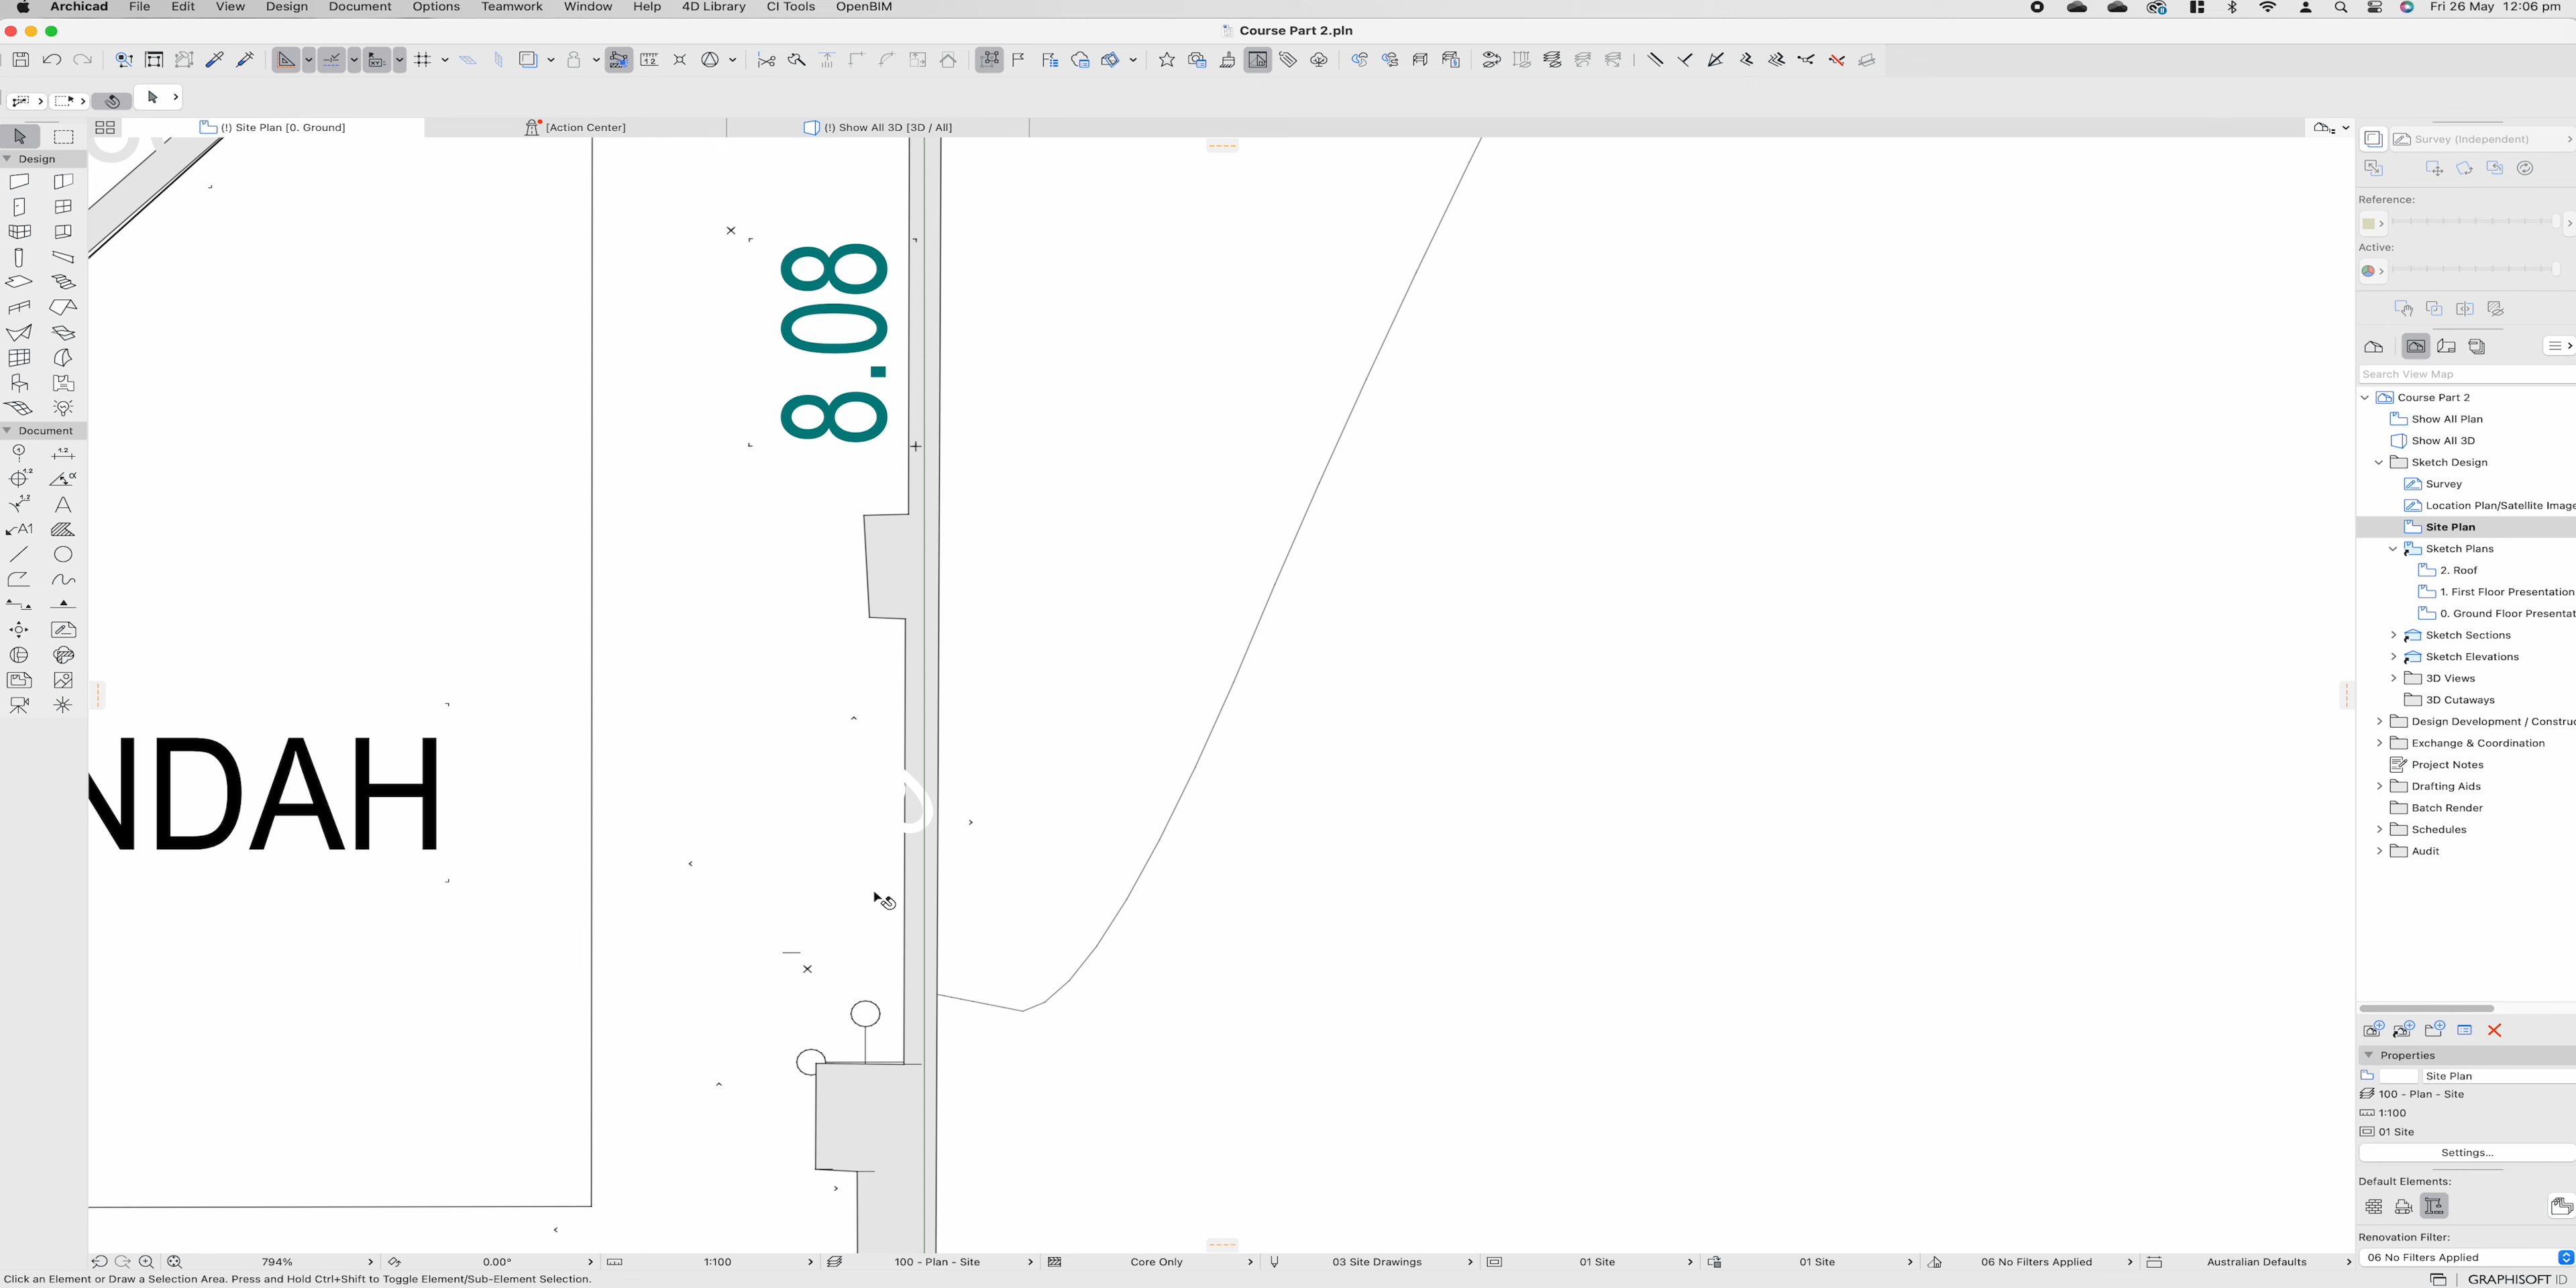 Archicad File Edit View Design Document Options Teamwork Window Help 4D Library CI Tools OpenBIM Fri 26 May 12:06 pm
Course Part 2.pln
(!) Site Plan [0. Ground] [Action Center] (!) Show All 3D [3D / All]
Survey (Independent)
Design
Reference:
Active:
8.08
Search View Map
Course Part 2
Show All Plan
Show All 3D
Document
Sketch Design
Survey
Location Plan/Satellite Image
Site Plan
Sketch Plans
2. Roof
1. First Floor Presentation
0. Ground Floor Presentat
Sketch Sections
Sketch Elevations
3D Views
3D Cutaways
Design Development / Constru
Exchange & Coordination
Project Notes
Drafting Aids
Batch Render
Schedules
Audit
NDAH
Properties
Site Plan
100 - Plan - Site
1:100
01 Site
Settings...
Default Elements:
Renovation Filter:
06 No Filters Applied
794% 0.00° 1:100 100 - Plan - Site Core Only 03 Site Drawings 01 Site 01 Site 06 No Filters Applied Australian Defaults
Click an Element or Draw a Selection Area. Press and Hold Ctrl+Shift to Toggle Element/Sub-Element Selection.
GRAPHISOFT ID